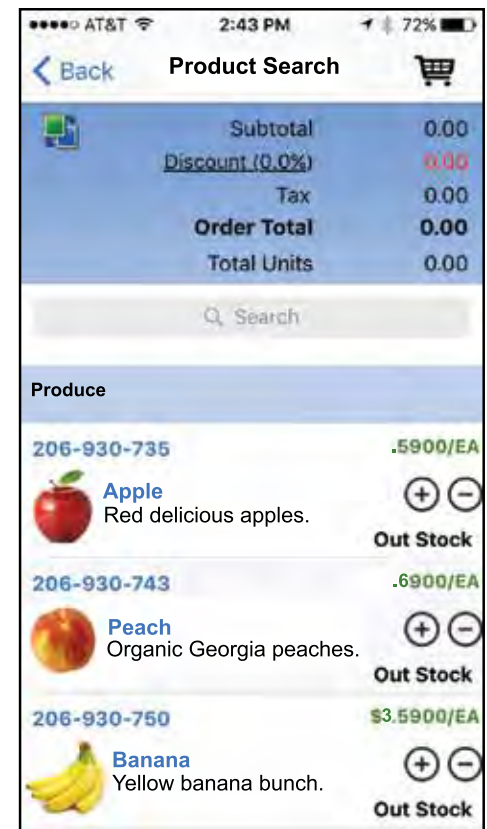 AT&T 2:43 PM 72%
Back Product Search
Subtotal 0.00
Discount (0.0%) 0.00
Tax 0.00
Order Total 0.00
Total Units 0.00
Search
Produce
206-930-735 .5900/EA
Apple
Red delicious apples.
Out Stock
206-930-743 .6900/EA
Peach
Organic Georgia peaches.
Out Stock
206-930-750 $3.5900/EA
Banana
Yellow banana bunch.
Out Stock